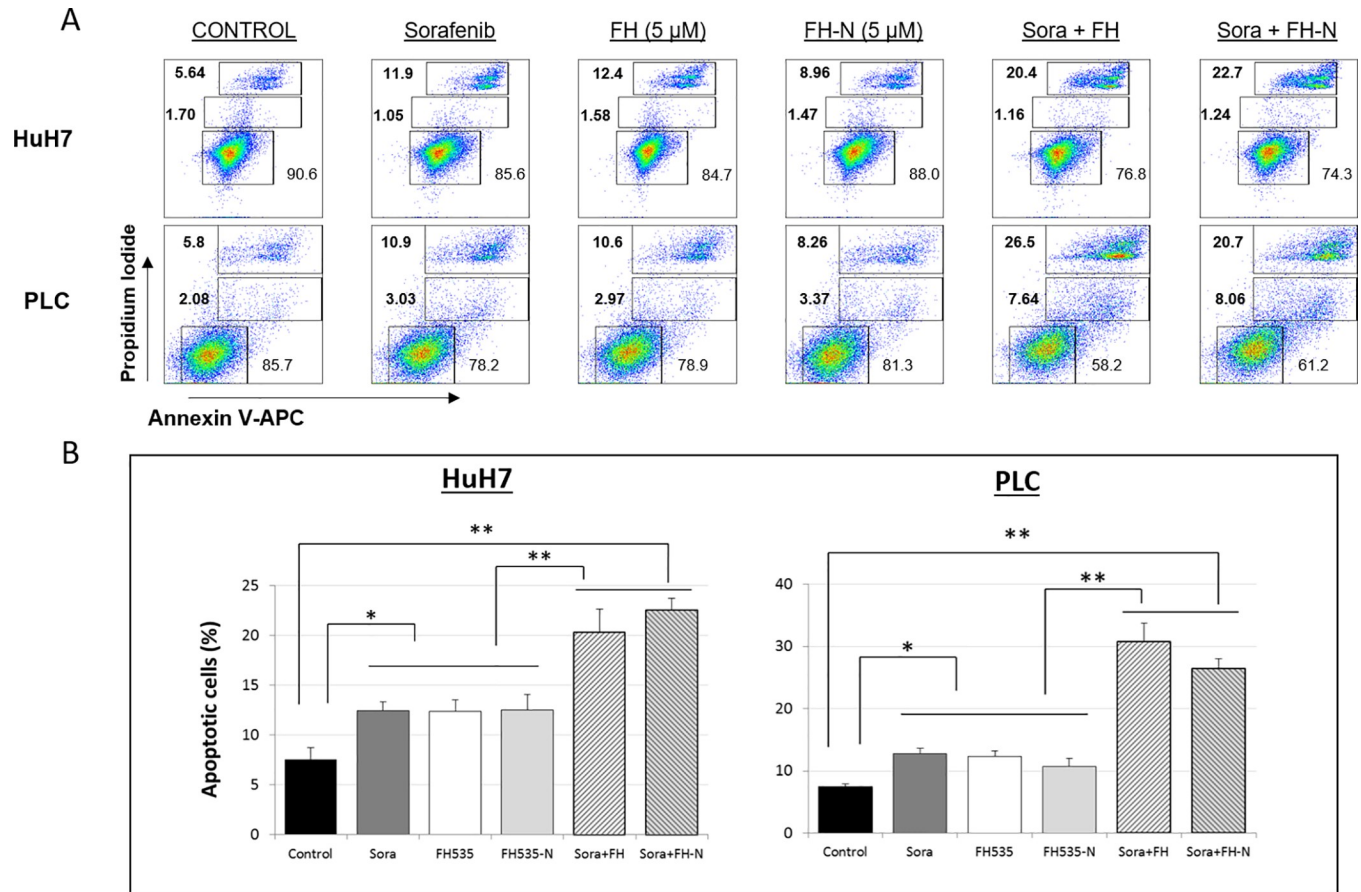 A
CONTROL Sorafenib FH (5 µM) FH-N (5 µM) Sora + FH Sora + FH-N
HuH7
5.64 11.9 12.4 8.96 20.4 22.7
1.70 1.05 1.58 1.47 1.16 1.24
90.6 85.6 84.7 88.0 76.8 74.3
PLC
5.8 10.9 10.6 8.26 26.5 20.7
2.08 3.03 2.97 3.37 7.64 8.06
85.7 78.2 78.9 81.3 58.2 61.2
Propidium Iodide
Annexin V-APC
B
HuH7
**
**
*
Apoptotic cells (%)
25
20
15
10
5
0
Control Sora FH535 FH535-N Sora+FH Sora+FH-N
PLC
**
**
*
40
30
20
10
0
Control Sora FH535 FH535-N Sora+FH Sora+FH-N